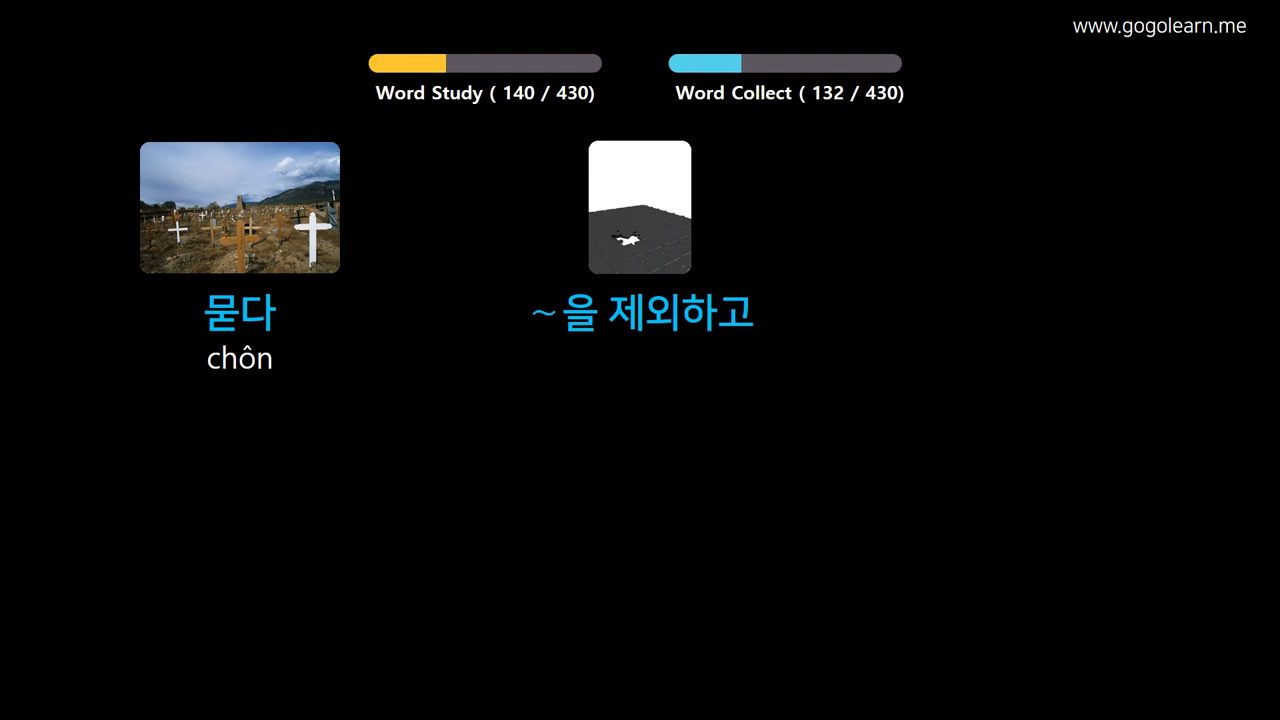 www.gogolearn.me
Word Study ( 140 / 430)
Word Collect ( 132 / 430)
묻다
chôn
~을 제외하고